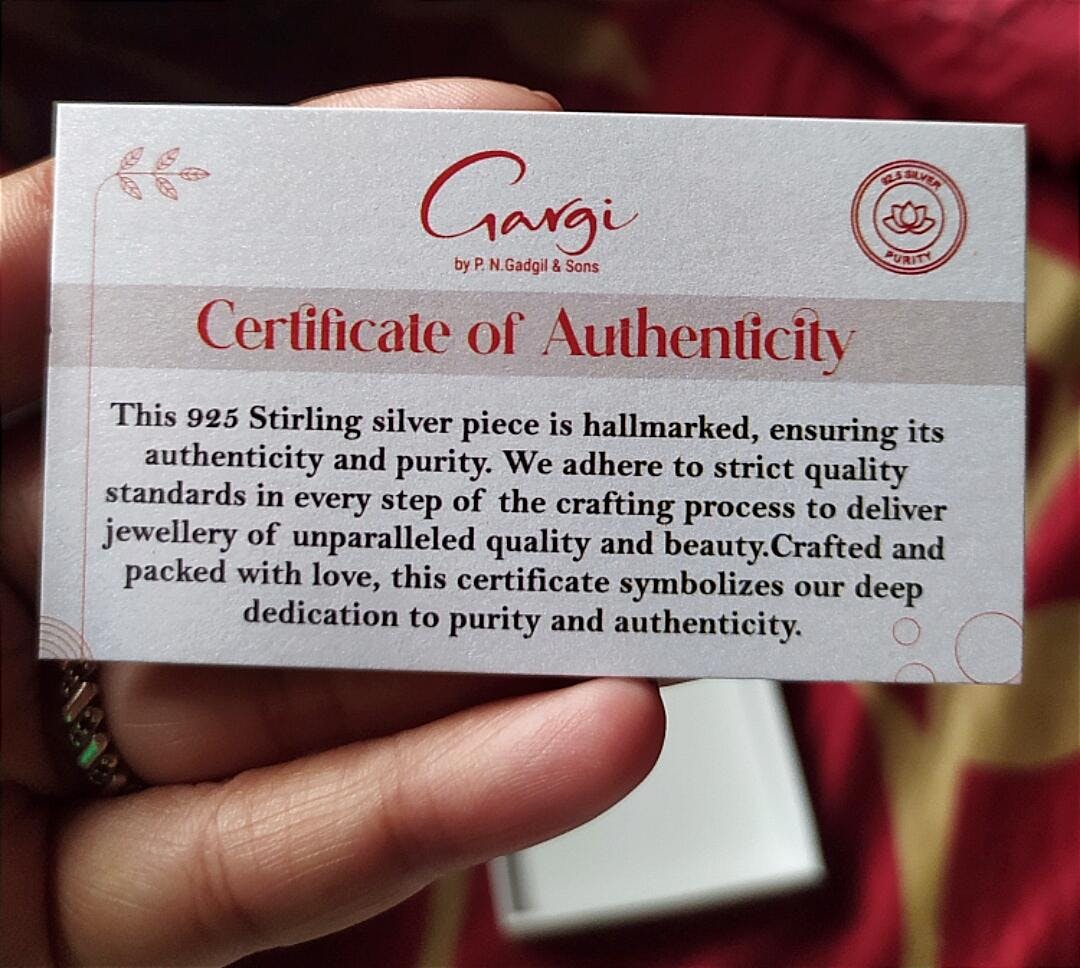 Gargi
by P. N.Gadgil & Sons
92.5 SILVER
PURITY
Certificate of Authenticity
This 925 Stirling silver piece is hallmarked, ensuring its
authenticity and purity. We adhere to strict quality
standards in every step of the crafting process to deliver
jewellery of unparalleled quality and beauty.Crafted and
packed with love, this certificate symbolizes our deep
dedication to purity and authenticity.